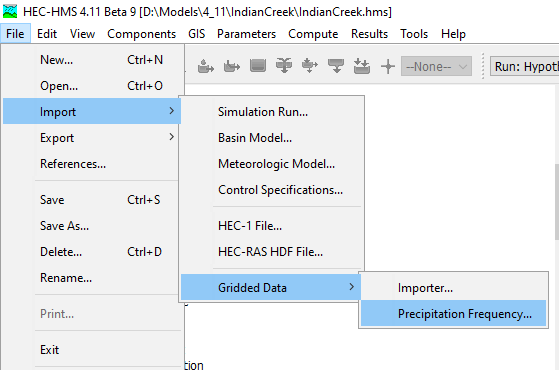 HEC-HMS 4.11 Beta 9 [D:\Models\4_11\IndianCreek\IndianCreek.hms]
File Edit View Components GIS Parameters Compute Results Tools Help
New... Ctrl+N
--None--
Run: Hypoth
Open... Ctrl+O
Import
Export
References...
Save Ctrl+S
Save As...
Delete... Ctrl+D
Rename...
Print...
Exit
Simulation Run...
Basin Model...
Meteorologic Model...
Control Specifications...
HEC-1 File...
HEC-RAS HDF File...
Gridded Data
Importer...
Precipitation Frequency...
tion